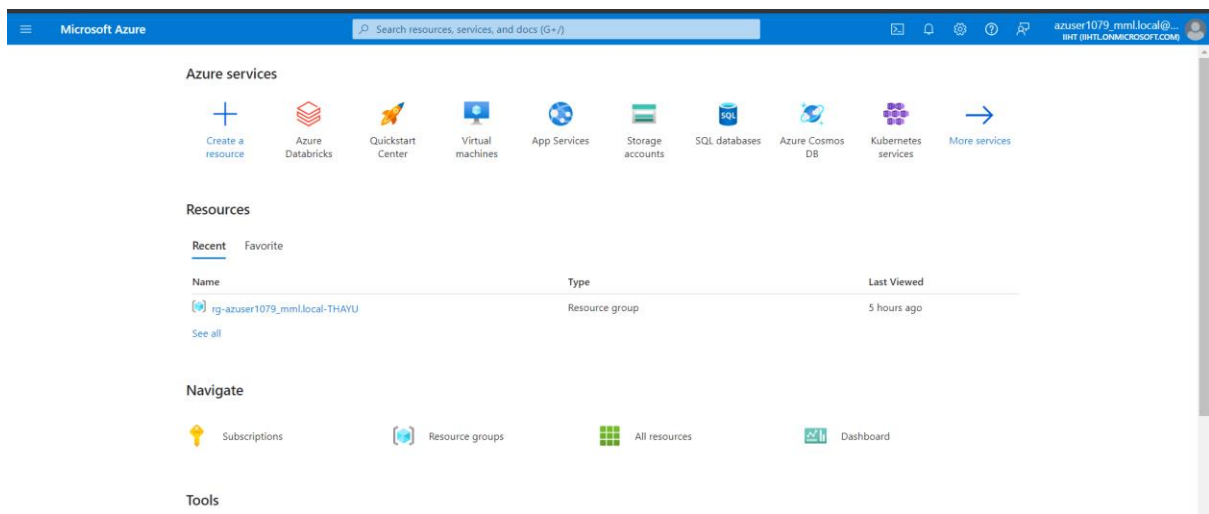 Microsoft Azure
Search resources, services, and docs (G+/)
azuser1079_mml.local@...
IIHT (IIHTL.ONMICROSOFT.COM)
Azure services
Create a resource
Azure Databricks
Quickstart Center
Virtual machines
App Services
Storage accounts
SQL
SQL databases
Azure Cosmos DB
Kubernetes services
More services
Resources
Recent Favorite
Name Type Last Viewed
rg-azuser1079_mml.local-THAYU Resource group 5 hours ago
See all
Navigate
Subscriptions Resource groups All resources Dashboard
Tools